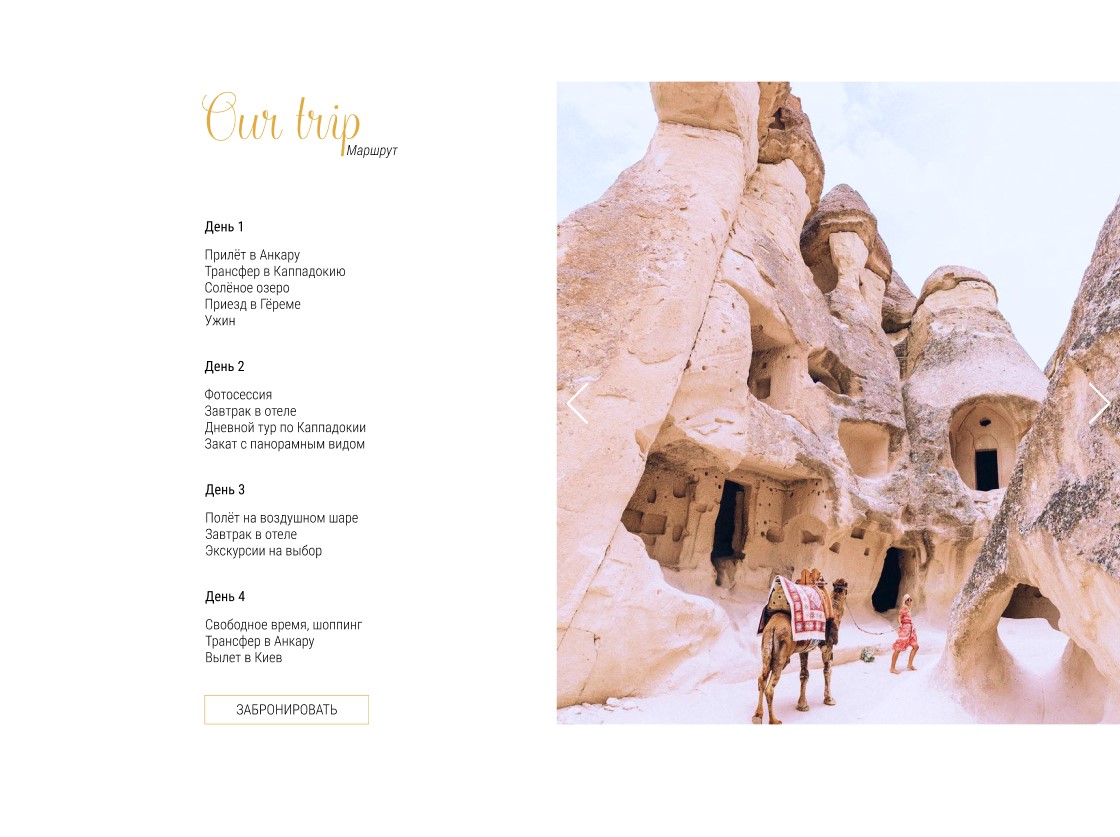 Our trip
Маршрут
День 1
Прилёт в Анкару
Трансфер в Каппадокию
Солёное озеро
Приезд в Гёреме
Ужин
День 2
Фотосессия
Завтрак в отеле
Дневной тур по Каппадокии
Закат с панорамным видом
День 3
Полёт на воздушном шаре
Завтрак в отеле
Экскурсии на выбор
День 4
Свободное время, шоппинг
Трансфер в Анкару
Вылет в Киев
ЗАБРОНИРОВАТЬ